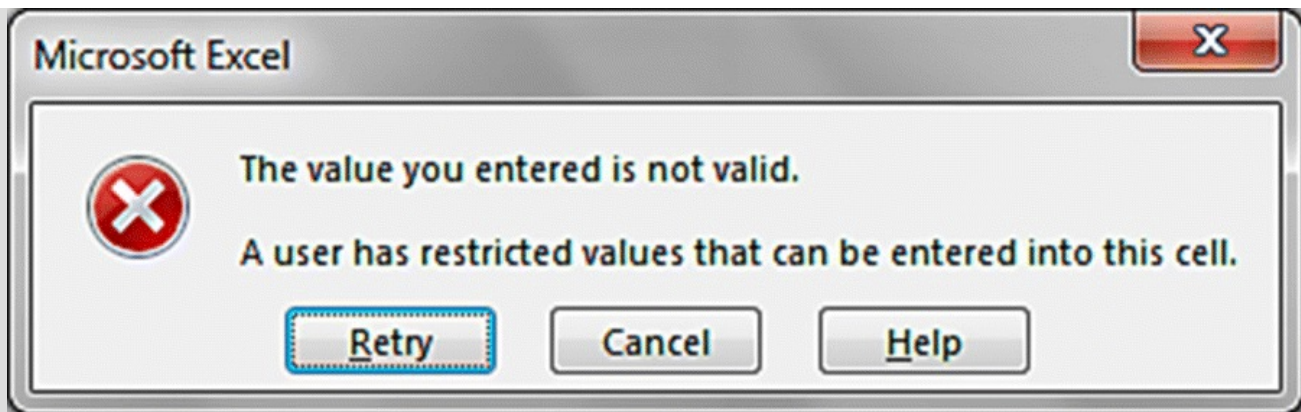 Microsoft Excel
The value you entered is not valid.
A user has restricted values that can be entered into this cell.
Retry Cancel Help